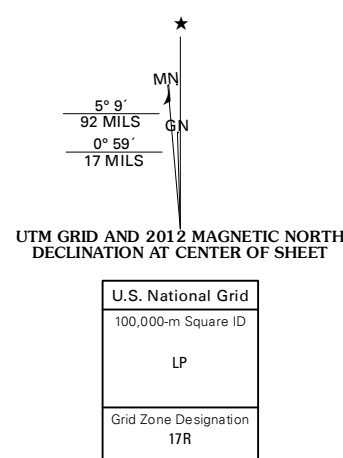 ★
MN
5° 9´
92 MILS
GN
0° 59´
17 MILS
UTM GRID AND 2012 MAGNETIC NORTH
DECLINATION AT CENTER OF SHEET
U.S. National Grid
100,000-m Square ID
LP
Grid Zone Designation
17R